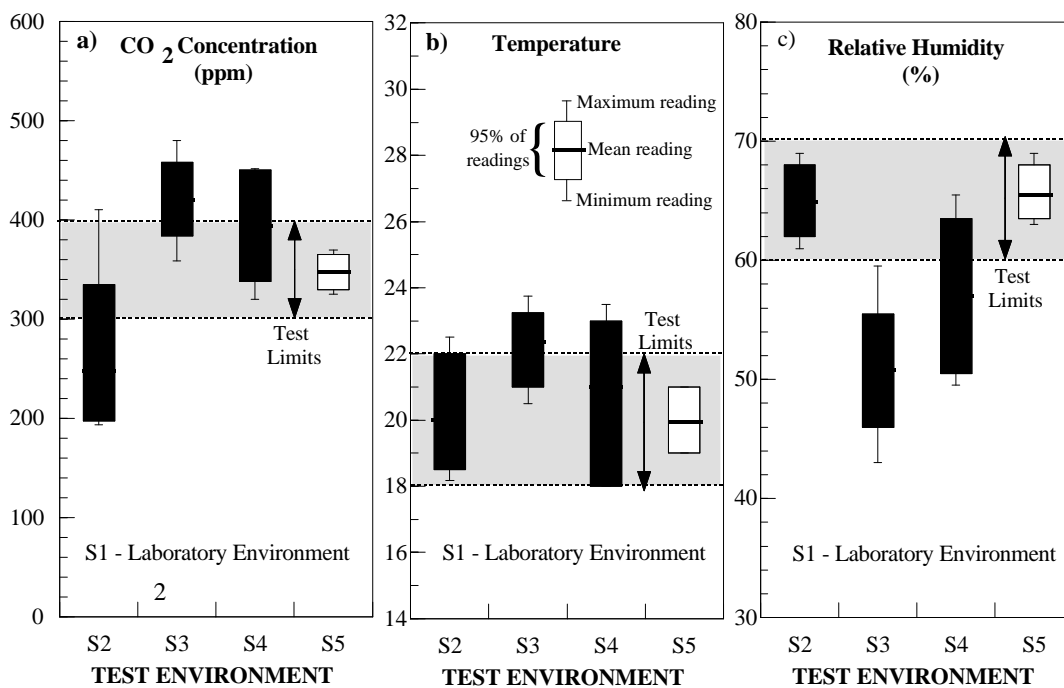 a)
CO 2 Concentration
(ppm)
600
500
400
300
200
100
0
Test
Limits
S1 - Laboratory Environment
2
S2 S3 S4 S5
TEST ENVIRONMENT
b)
Temperature
32
30
28
26
24
22
20
18
16
14
Maximum reading
95% of
readings
{
Mean reading
Minimum reading
Test
Limits
S1 - Laboratory Environment
S2 S3 S4 S5
TEST ENVIRONMENT
c)
Relative Humidity
(%)
80
70
60
50
40
30
Test
Limits
S1 - Laboratory Environment
S2 S3 S4 S5
TEST ENVIRONMENT